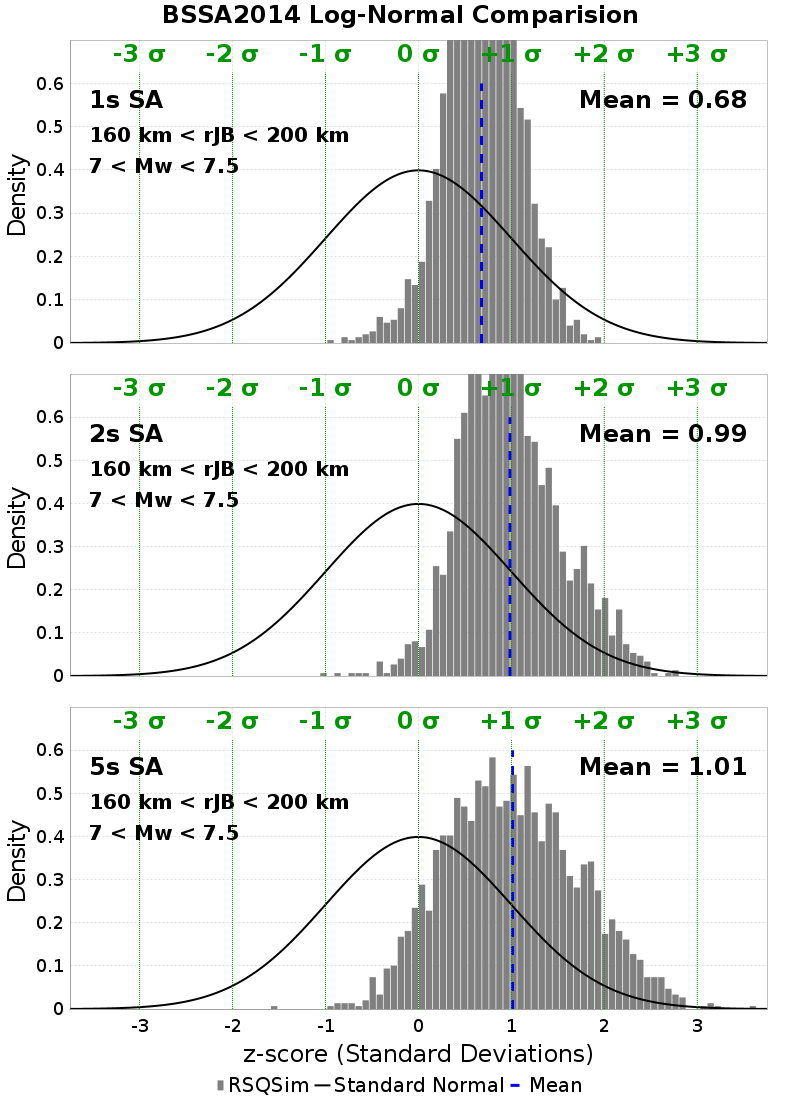 BSSA2014 Log-Normal Comparision
-3 σ -2 σ -1 σ 0 σ +1 σ +2 σ +3 σ
1s SA Mean = 0.68
160 km < rJB < 200 km
7 < Mw < 7.5
0.6
0.5
0.4
0.3
0.2
0.1
0
Density
-3 σ -2 σ -1 σ 0 σ +1 σ +2 σ +3 σ
2s SA Mean = 0.99
160 km < rJB < 200 km
7 < Mw < 7.5
0.6
0.5
0.4
0.3
0.2
0.1
0
Density
-3 σ -2 σ -1 σ 0 σ +1 σ +2 σ +3 σ
5s SA Mean = 1.01
160 km < rJB < 200 km
7 < Mw < 7.5
0.6
0.5
0.4
0.3
0.2
0.1
0
Density
-3 -2 -1 0 1 2 3
z-score (Standard Deviations)
RSQSim Standard Normal Mean